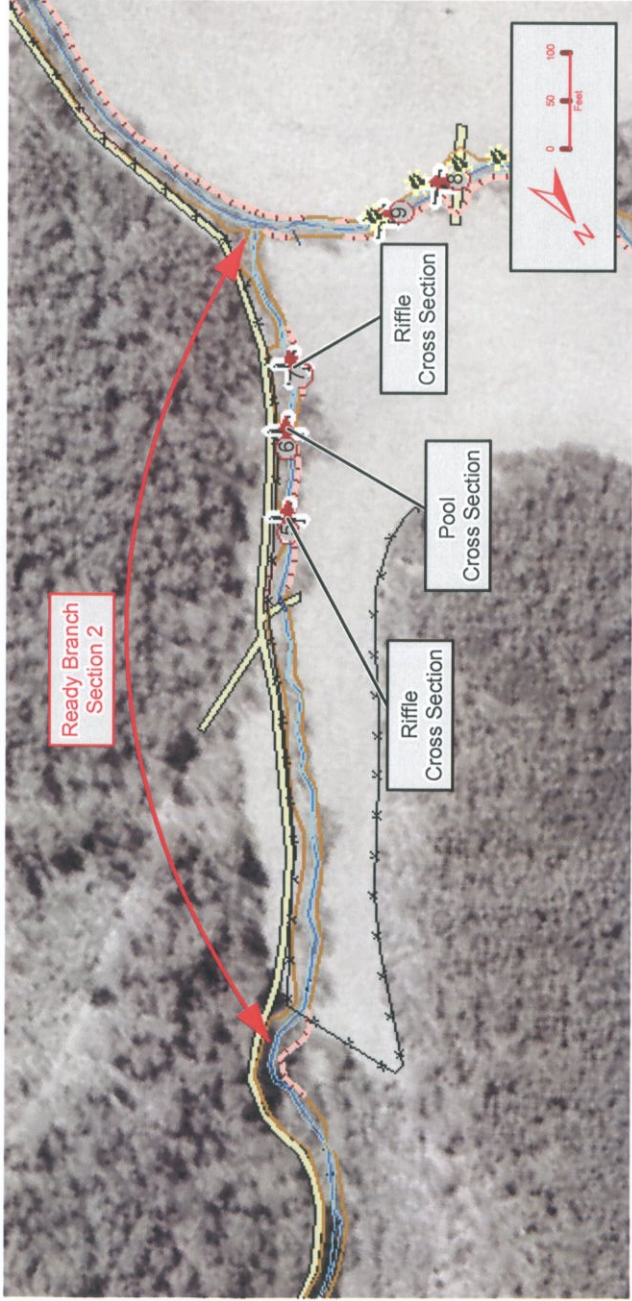 Ready Branch
Section 2
Riffle
Cross Section
Pool
Cross Section
Riffle
Cross Section
5
6
7
9
8
0
50
100
Feet
N